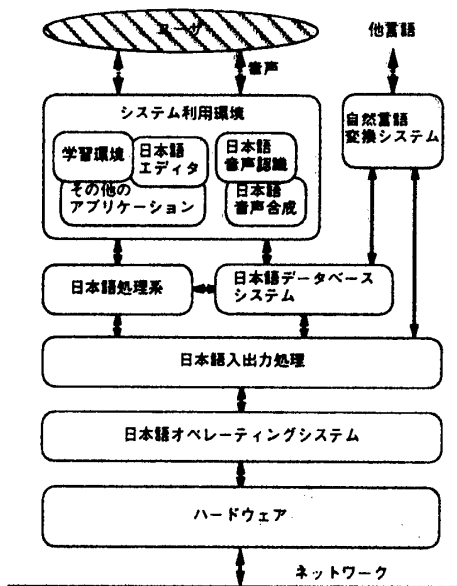 ユーザ
他言語
音声
システム利用環境
学習環境
日本語
エディタ
日本語
音声認識
その他の
アプリケーション
日本語
音声合成
自然言語
変換システム
日本語処理系
日本語データベース
システム
日本語入出力処理
日本語オペレーティングシステム
ハードウェア
ネットワーク